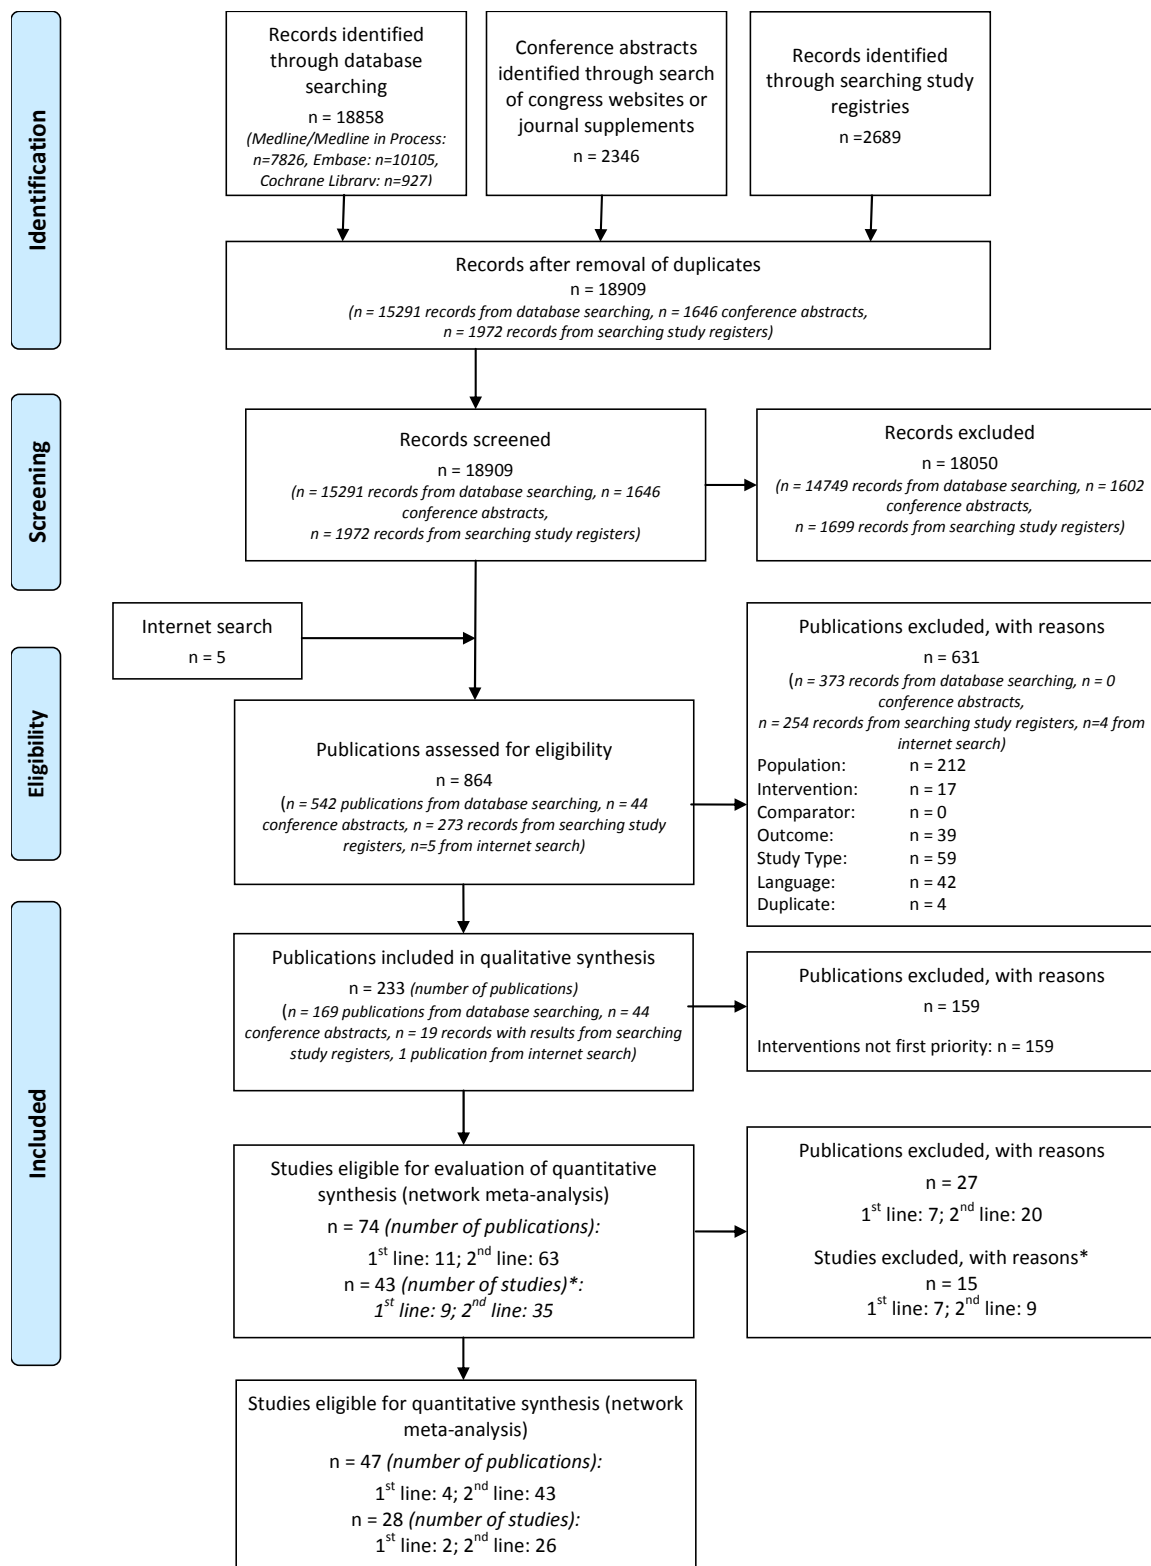 Identification
Records identified
through database
searching
n = 18858
(Medline/Medline in Process:
n=7826, Embase: n=10105,
Cochrane Library: n=927)
Conference abstracts
identified through search
of congress websites or
journal supplements
n = 2346
Records identified
through searching study
registries
n =2689
Records after removal of duplicates
n = 18909
(n = 15291 records from database searching, n = 1646 conference abstracts,
n = 1972 records from searching study registers)
Screening
Records screened
n = 18909
(n = 15291 records from database searching, n = 1646
conference abstracts,
n = 1972 records from searching study registers)
Records excluded
n = 18050
(n = 14749 records from database searching, n = 1602
conference abstracts,
n = 1699 records from searching study registers)
Internet search
n = 5
Eligibility
Publications assessed for eligibility
n = 864
(n = 542 publications from database searching, n = 44
conference abstracts, n = 273 records from searching study
registers, n=5 from internet search)
Publications excluded, with reasons
n = 631
(n = 373 records from database searching, n = 0
conference abstracts,
n = 254 records from searching study registers, n=4 from
internet search)
Population: n = 212
Intervention: n = 17
Comparator: n = 0
Outcome: n = 39
Study Type: n = 59
Language: n = 42
Duplicate: n = 4
Included
Publications included in qualitative synthesis
n = 233 (number of publications)
(n = 169 publications from database searching, n = 44
conference abstracts, n = 19 records with results from searching
study registers, 1 publication from internet search)
Publications excluded, with reasons
n = 159
Interventions not first priority: n = 159
Studies eligible for evaluation of quantitative
synthesis (network meta-analysis)
n = 74 (number of publications):
1st line: 11; 2nd line: 63
n = 43 (number of studies)*:
1st line: 9; 2nd line: 35
Publications excluded, with reasons
n = 27
1st line: 7; 2nd line: 20
Studies excluded, with reasons*
n = 15
1st line: 7; 2nd line: 9
Studies eligible for quantitative synthesis (network
meta-analysis)
n = 47 (number of publications):
1st line: 4; 2nd line: 43
n = 28 (number of studies):
1st line: 2; 2nd line: 26